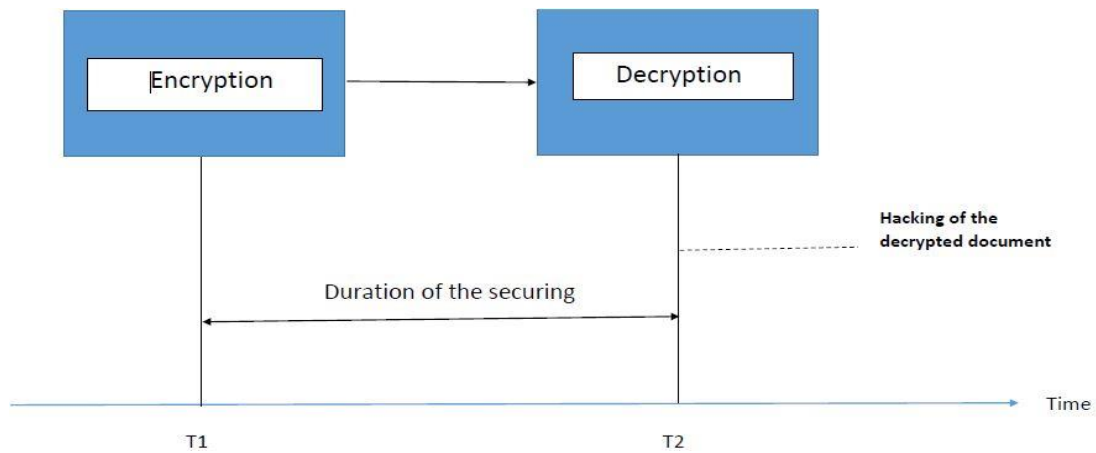 Encryption
Decryption
Hacking of the
decrypted document
Duration of the securing
Time
T1
T2